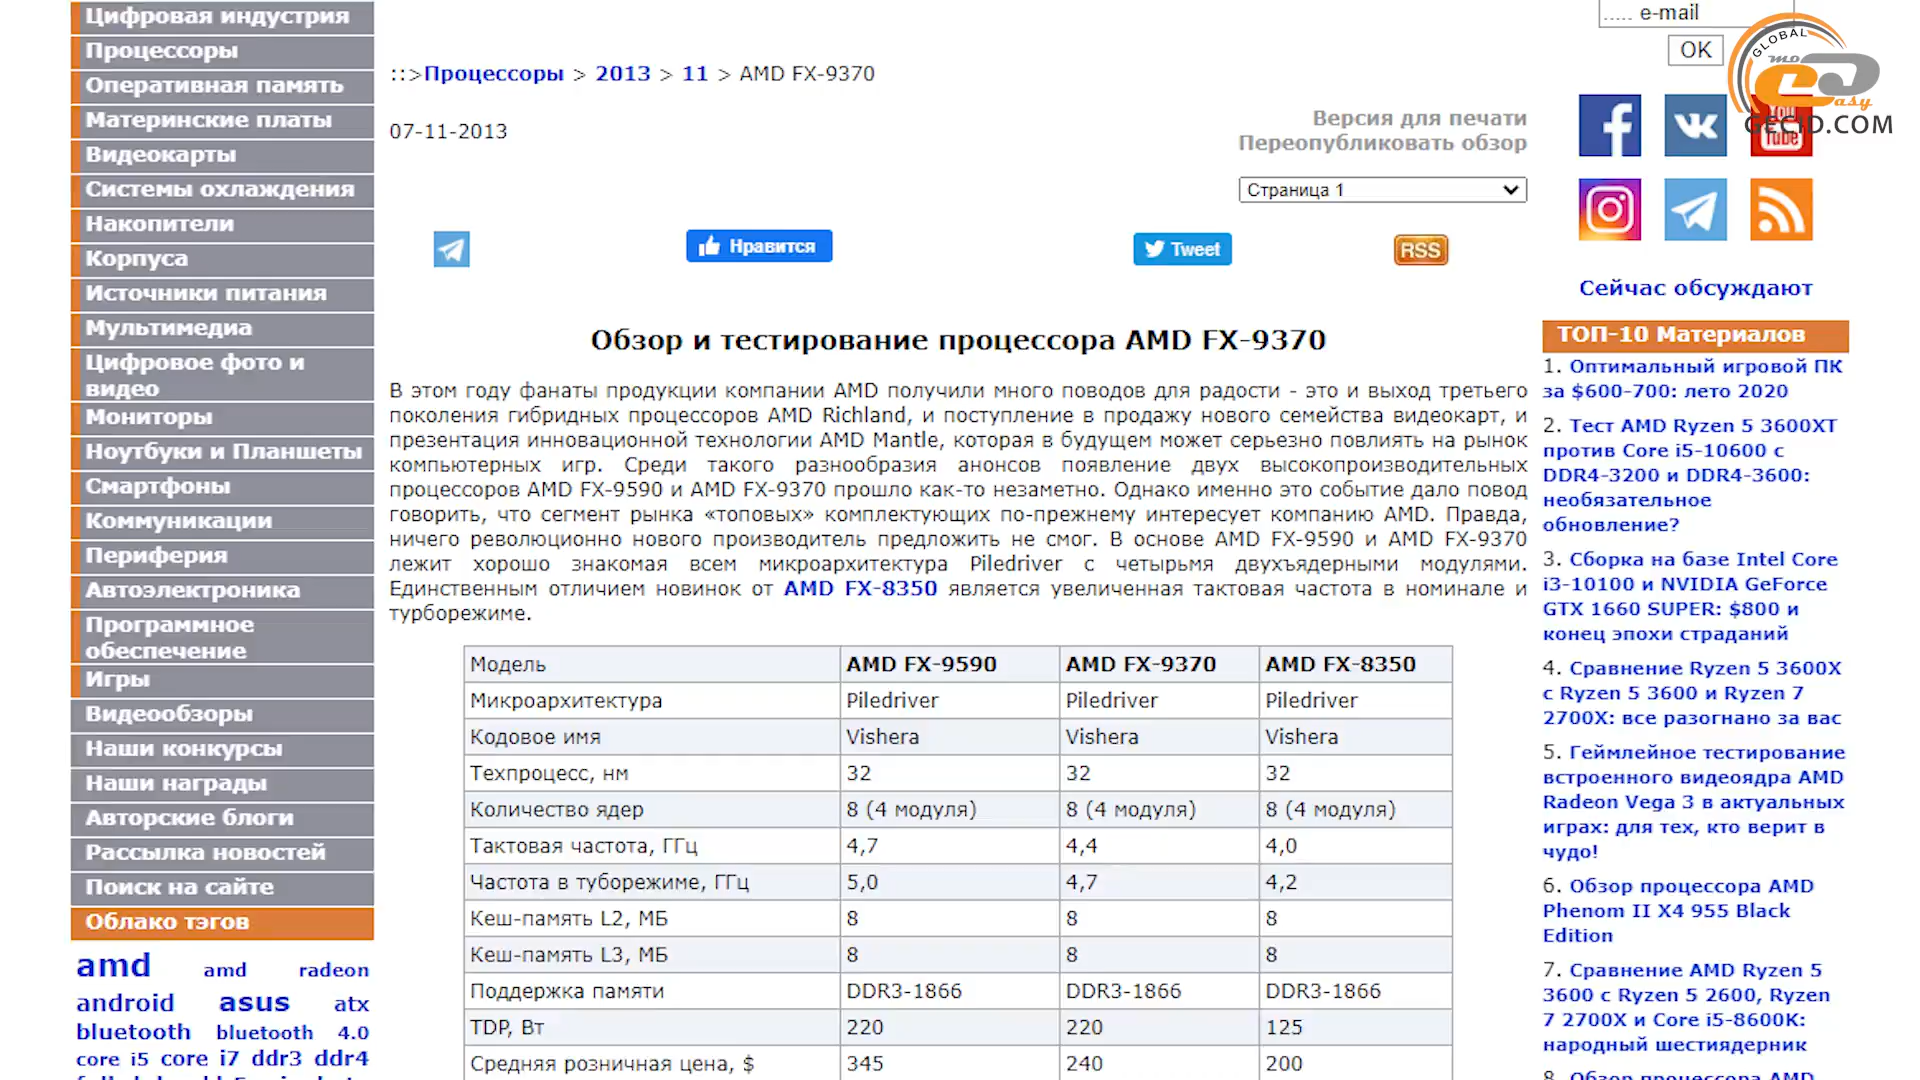 Цифровая индустрия
Процессоры
Оперативная память
Материнские платы
Видеокарты
Системы охлаждения
Накопители
Корпуса
Источники питания
Мультимедиа
Цифровое фото и
видео
Мониторы
Ноутбуки и Планшеты
Смартфоны
Коммуникации
Периферия
Автоэлектроника
Программное
обеспечение
Игры
Видеообзоры
Наши конкурсы
Наши награды
Авторские блоги
Рассылка новостей
Поиск на сайте
Облако тэгов
amd amd radeon
android asus atx
bluetooth bluetooth 4.0
core i5 core i7 ddr3 ddr4
::>Процессоры > 2013 > 11 > AMD FX-9370
07-11-2013
Версия для печати
Переопубликовать обзор
Страница 1
Нравится
Tweet
RSS
Обзор и тестирование процессора AMD FX-9370
В этом году фанаты продукции компании AMD получили много поводов для радости - это и выход третьего
поколения гибридных процессоров AMD Richland, и поступление в продажу нового семейства видеокарт, и
презентация инновационной технологии AMD Mantle, которая в будущем может серьезно повлиять на рынок
компьютерных игр. Среди такого разнообразия анонсов появление двух высокопроизводительных
процессоров AMD FX-9590 и AMD FX-9370 прошло как-то незаметно. Однако именно это событие дало повод
говорить, что сегмент рынка «топовых» комплектующих по-прежнему интересует компанию AMD. Правда,
ничего революционно нового производитель предложить не смог. В основе AMD FX-9590 и AMD FX-9370
лежит хорошо знакомая всем микроархитектура Piledriver с четырьмя двухъядерными модулями.
Единственным отличием новинок от AMD FX-8350 является увеличенная тактовая частота в номинале и
турборежиме.
Модель AMD FX-9590 AMD FX-9370 AMD FX-8350
Микроархитектура Piledriver Piledriver Piledriver
Кодовое имя Vishera Vishera Vishera
Техпроцесс, нм 32 32 32
Количество ядер 8 (4 модуля) 8 (4 модуля) 8 (4 модуля)
Тактовая частота, ГГц 4,7 4,4 4,0
Частота в туборежиме, ГГц 5,0 4,7 4,2
Кеш-память L2, МБ 8 8 8
Кеш-память L3, МБ 8 8 8
Поддержка памяти DDR3-1866 DDR3-1866 DDR3-1866
TDP, Вт 220 220 125
Средняя розничная цена, $ 345 240 200
..... e-mail
OK
GLOBAL
mo
easy
GECID.COM
You
Tube
Сейчас обсуждают
ТОП-10 Материалов
1. Оптимальный игровой ПК
за $600-700: лето 2020
2. Тест AMD Ryzen 5 3600XT
против Core i5-10600 с
DDR4-3200 и DDR4-3600:
необязательное
обновление?
3. Сборка на базе Intel Core
i3-10100 и NVIDIA GeForce
GTX 1660 SUPER: $800 и
конец эпохи страданий
4. Сравнение Ryzen 5 3600X
с Ryzen 5 3600 и Ryzen 7
2700X: все разогнано за вас
5. Геймлейное тестирование
встроенного видеоядра AMD
Radeon Vega 3 в актуальных
играх: для тех, кто верит в
чудо!
6. Обзор процессора AMD
Phenom II X4 955 Black
Edition
7. Сравнение AMD Ryzen 5
3600 с Ryzen 5 2600, Ryzen
7 2700X и Core i5-8600K:
народный шестиядерник
8. Обзор процессора AMD